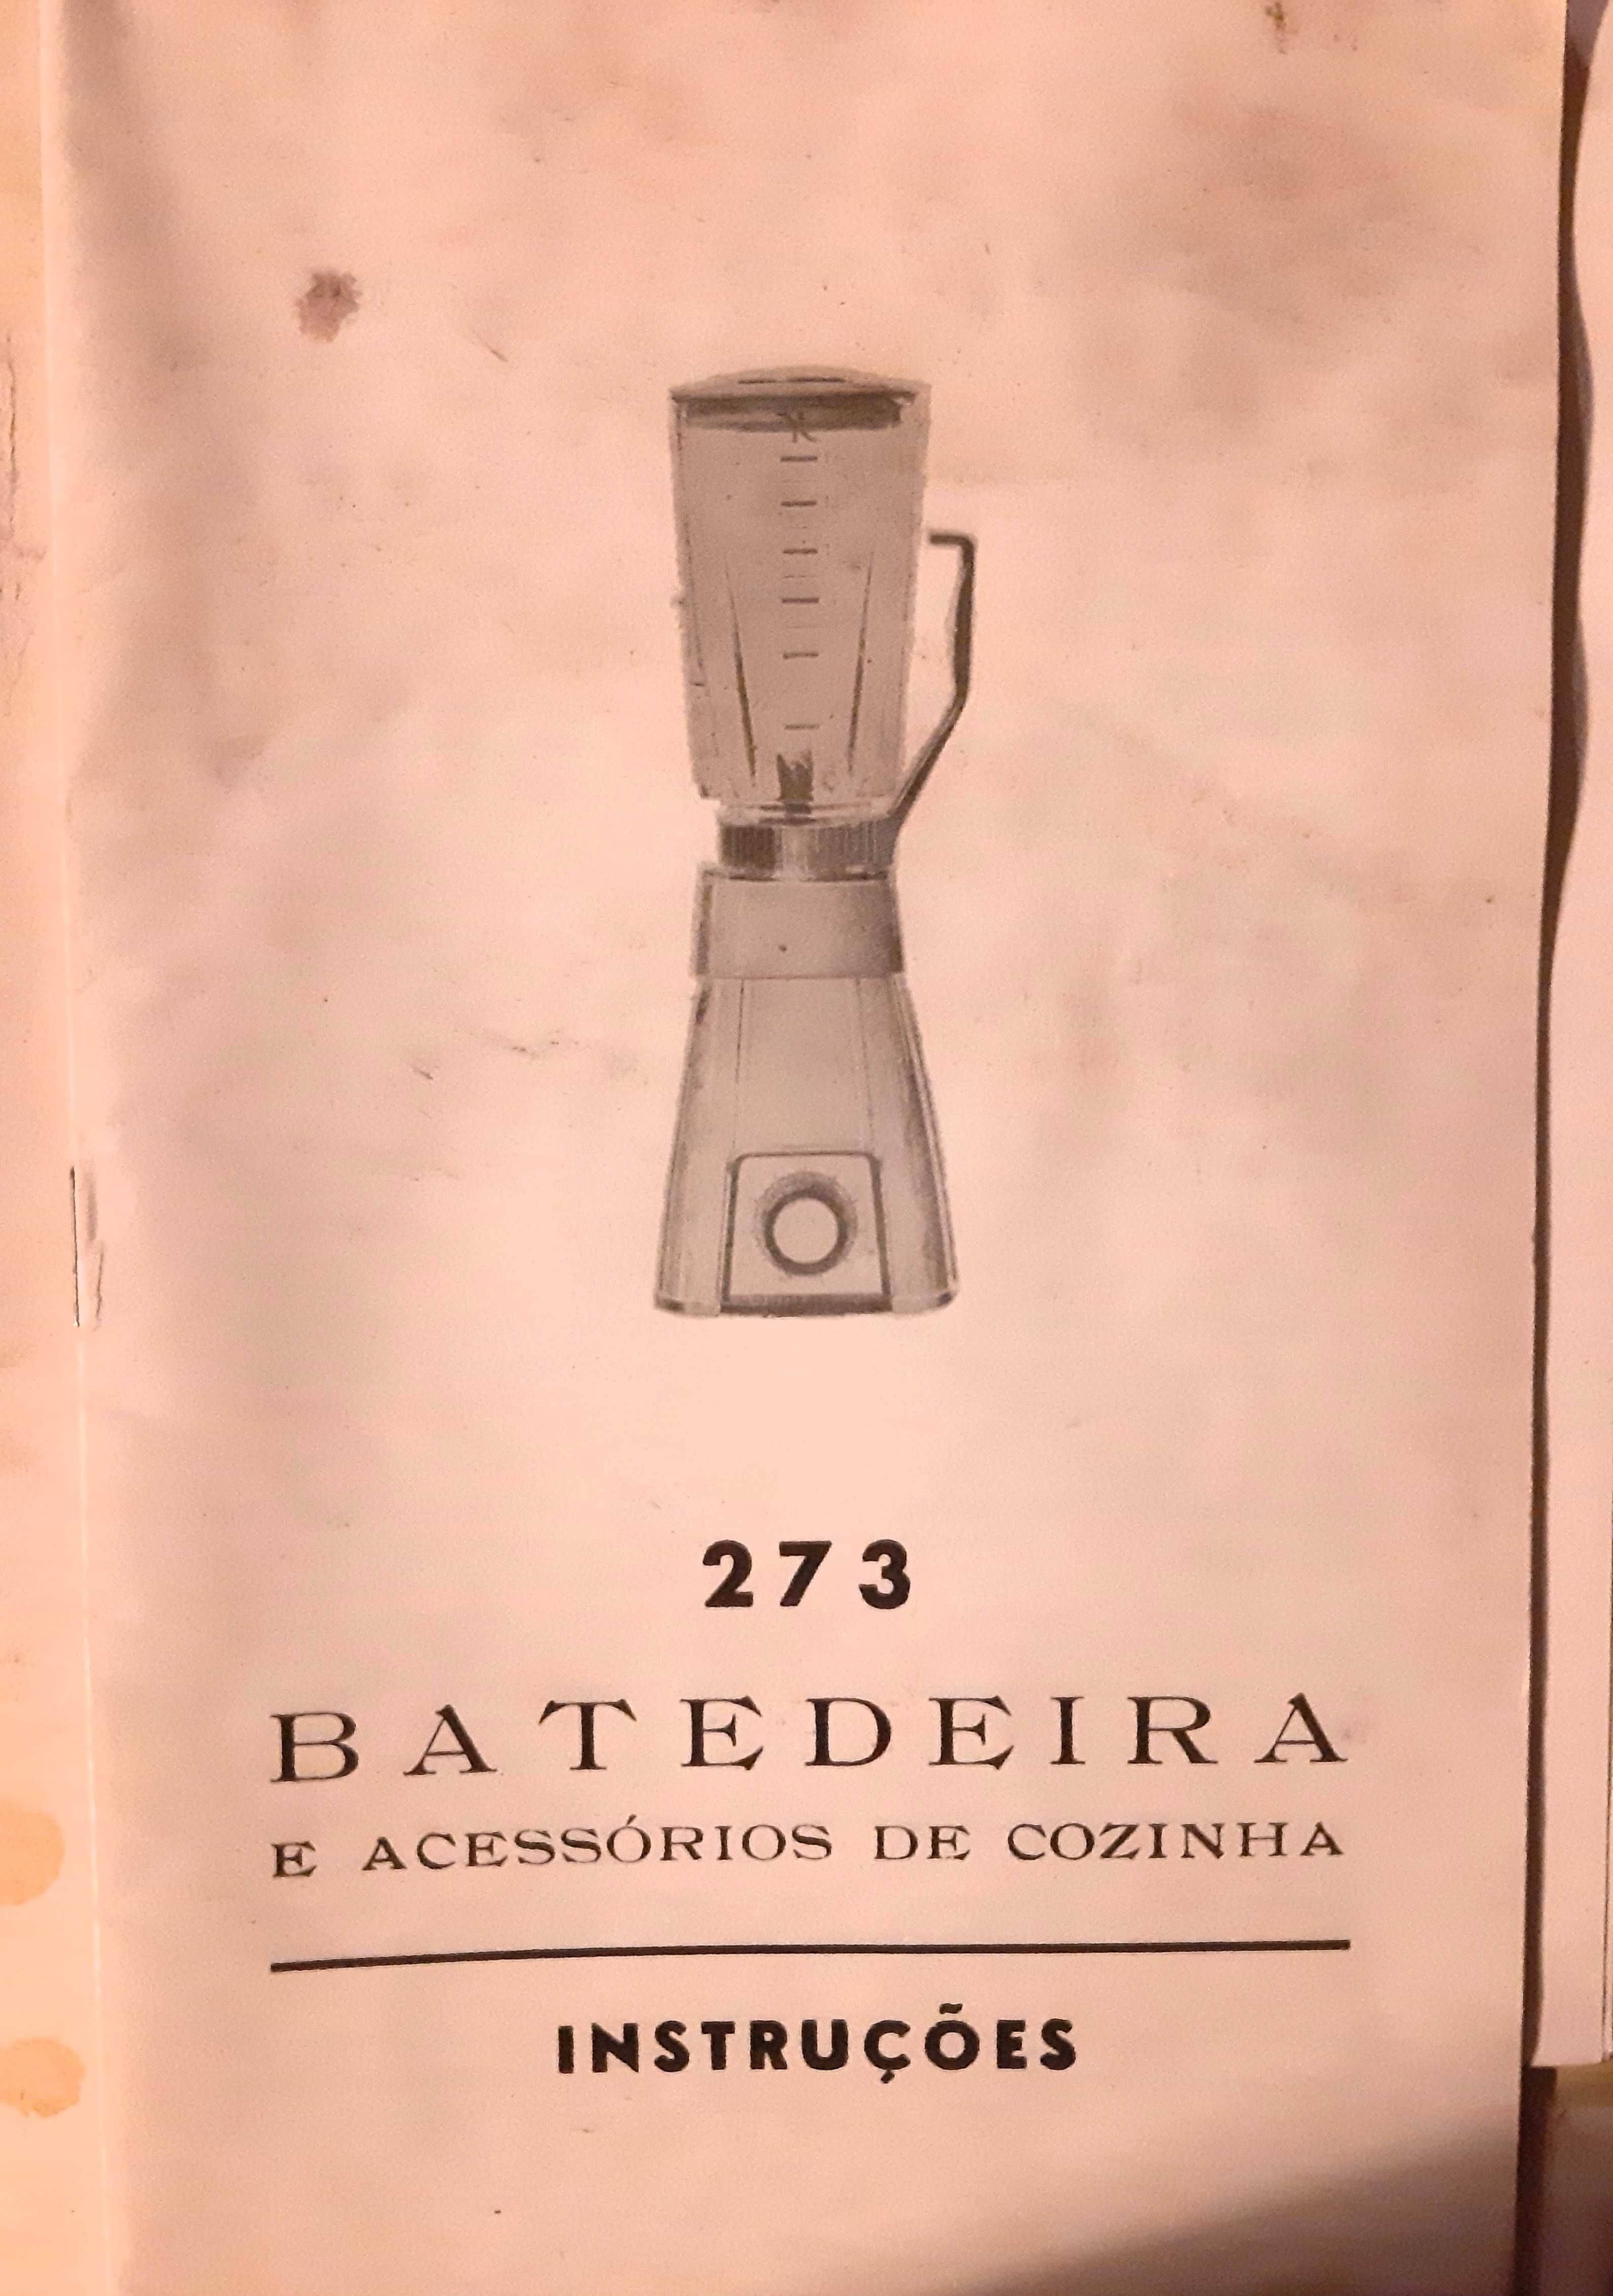 273
BATEDEIRA
E ACESSÓRIOS DE COZINHA
INSTRUÇÕES